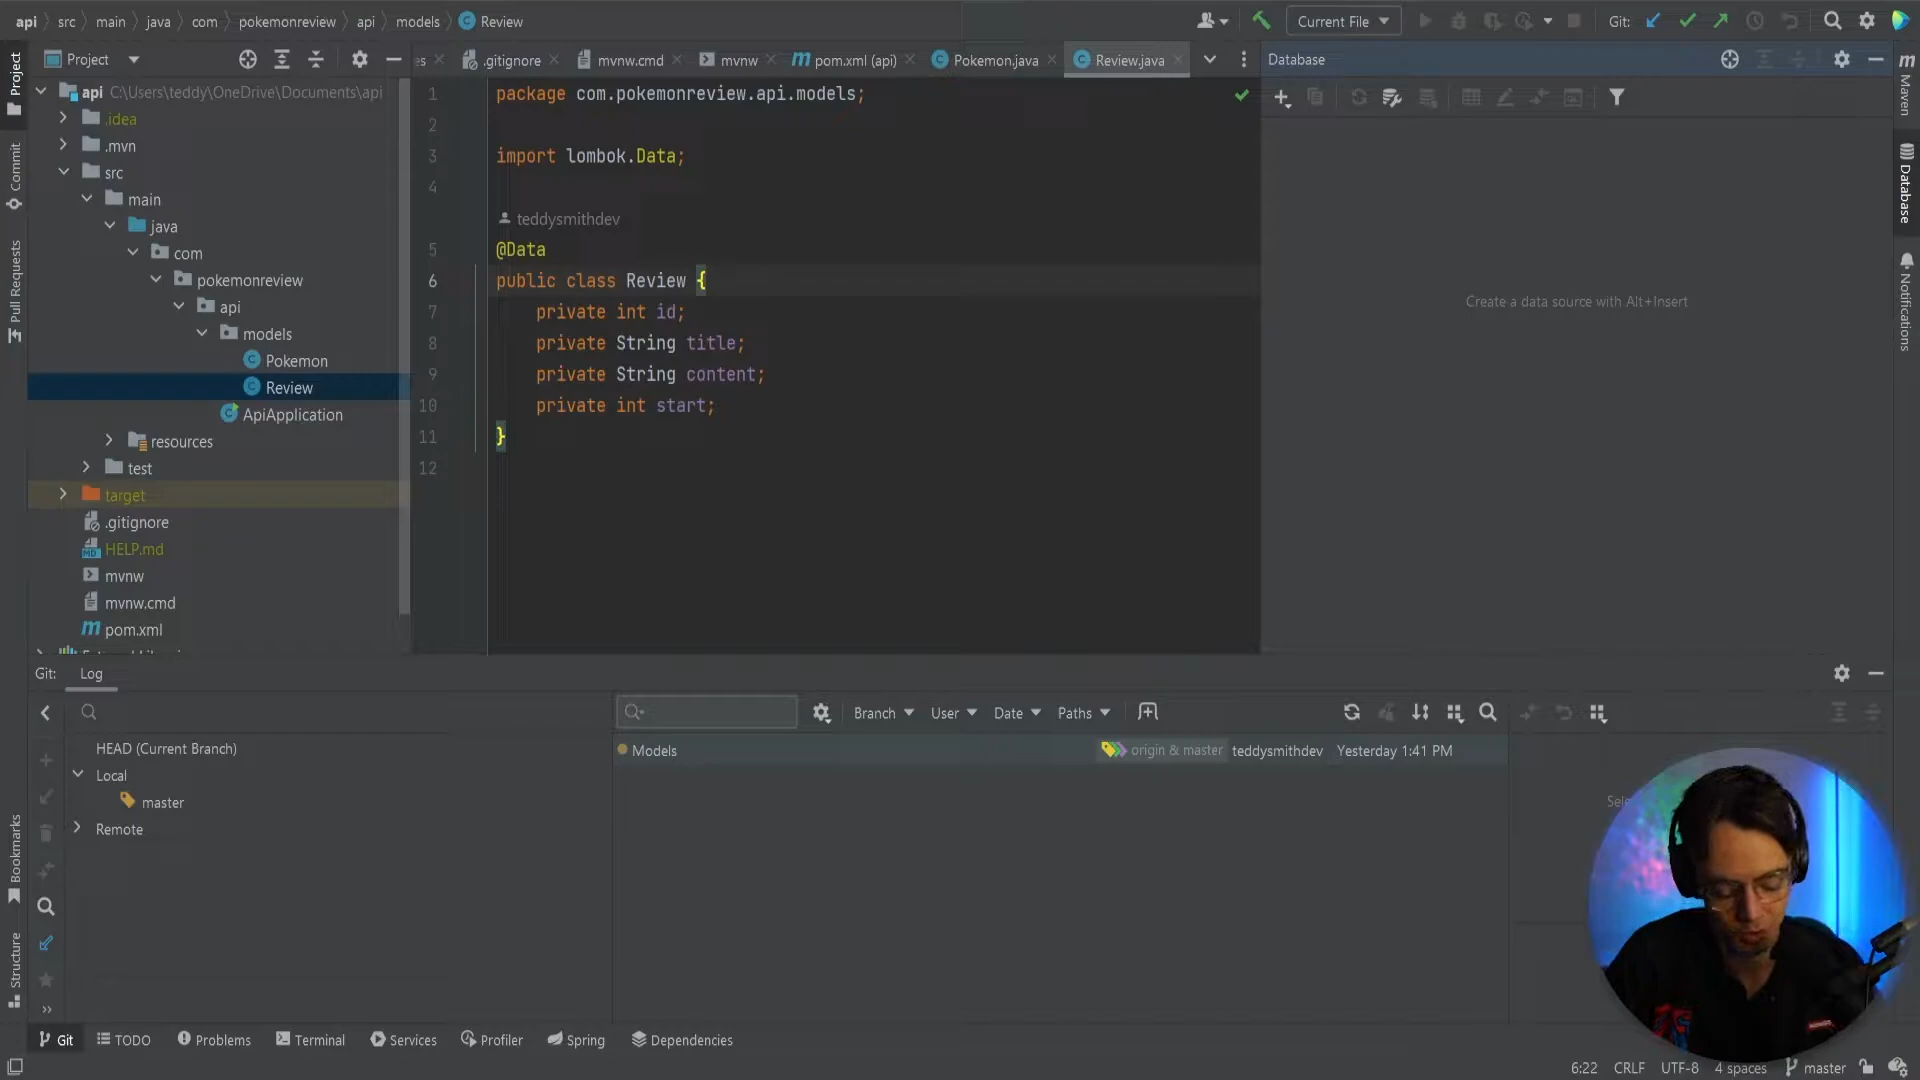 api src main java com pokemonreview api models Review
Current File
Git:
Project
Project
.gitignore mvnw.cmd mvnw pom.xml (api) Pokemon.java Review.java
Database
Maven
Database
Notifications
Commit
Pull Requests
Bookmarks
Structure
api C:\Users\teddy\OneDrive\Documents\api
.idea
.mvn
src
main
java
com
pokemonreview
api
models
Pokemon
Review
ApiApplication
resources
test
target
.gitignore
HELP.md
mvnw
mvnw.cmd
pom.xml
1 package com.pokemonreview.api.models;
2
3 import lombok.Data;
4
teddysmithdev
5 @Data
6 public class Review {
7 private int id;
8 private String title;
9 private String content;
10 private int start;
11 }
12
Create a data source with Alt+Insert
Git: Log
HEAD (Current Branch)
Local
master
Remote
Branch User Date Paths
Models origin & master teddysmithdev Yesterday 1:41 PM
Git TODO Problems Terminal Services Profiler Spring Dependencies
6:22 CRLF UTF-8 4 spaces master